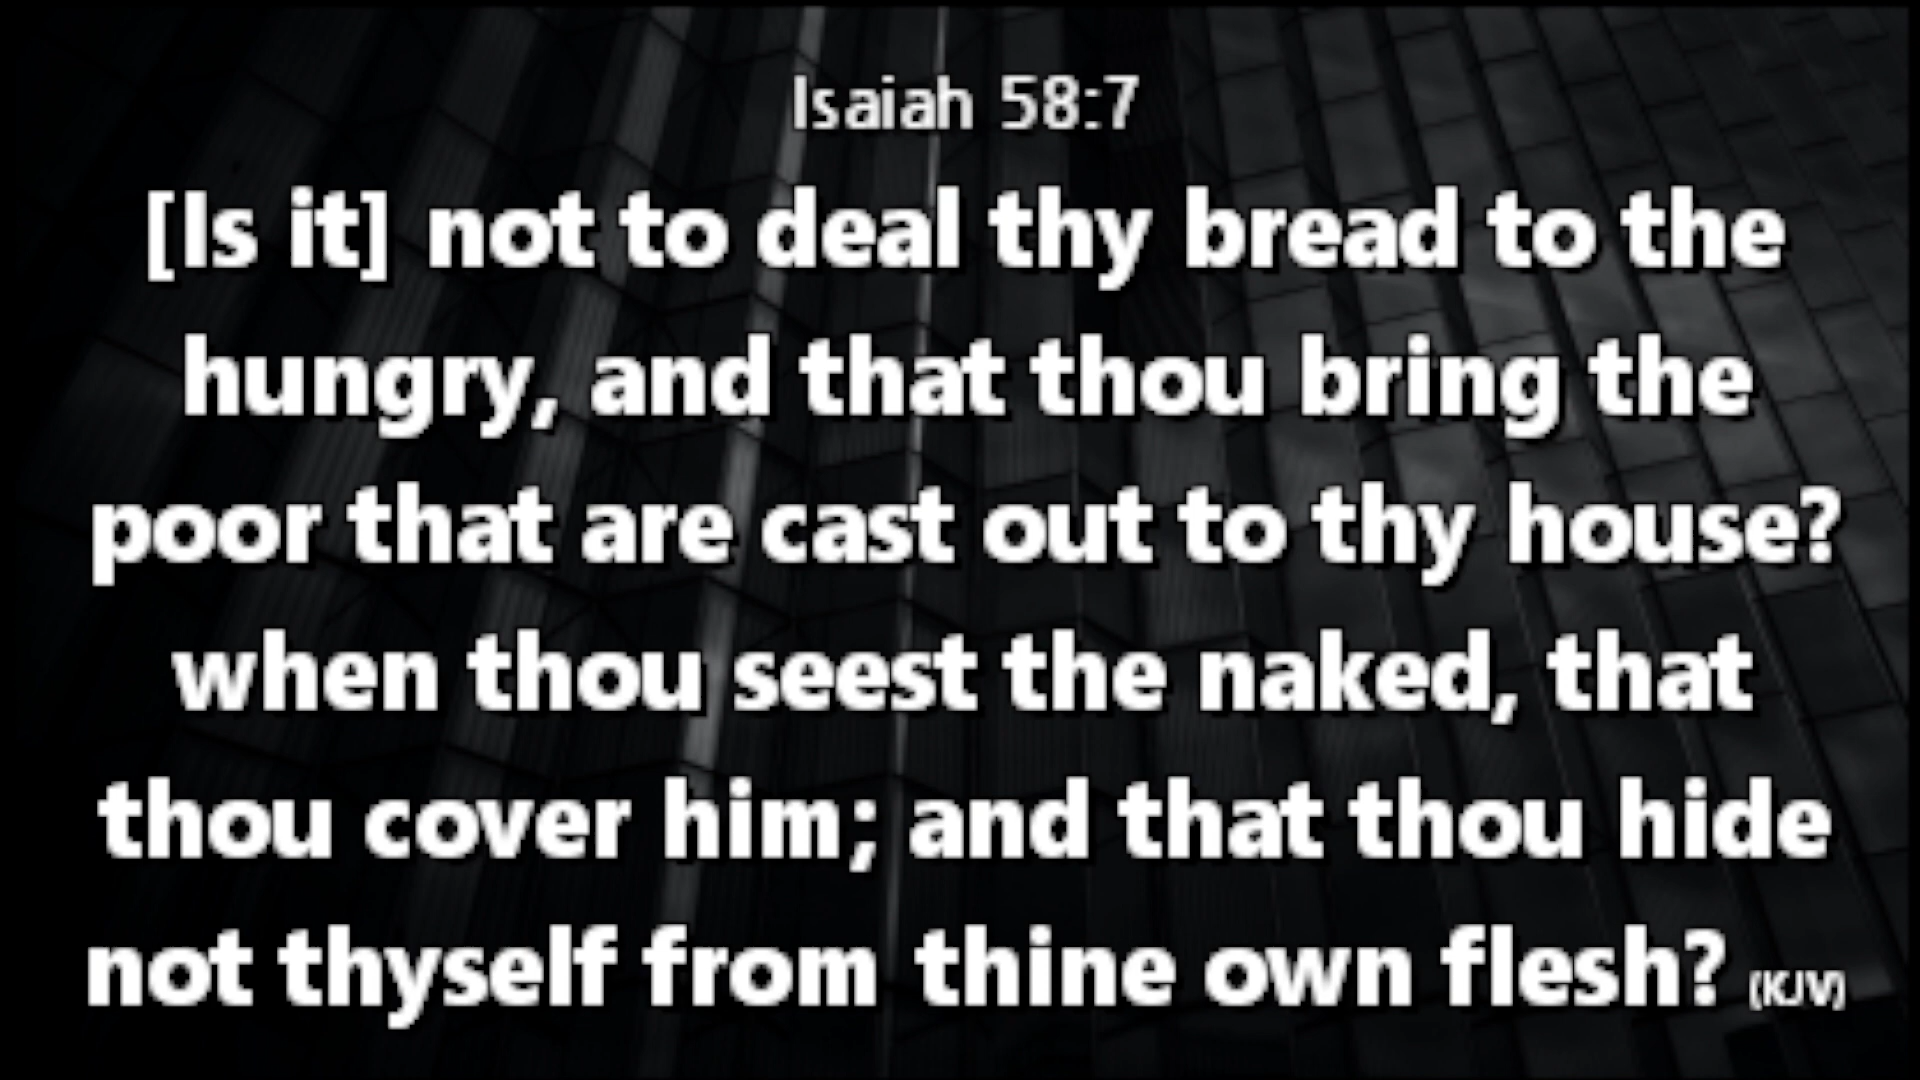 Isaiah 58:7
[Is it] not to deal thy bread to the
hungry, and that thou bring the
poor that are cast out to thy house?
when thou seest the naked, that
thou cover him; and that thou hide
not thyself from thine own flesh? (KJV)